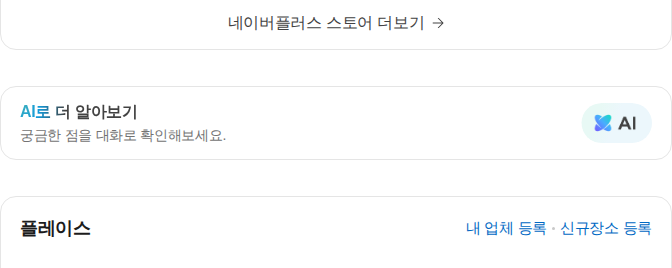 네이버플러스 스토어 더보기 →
AI로 더 알아보기
궁금한 점을 대화로 확인해보세요.
AI
플레이스
내 업체 등록 • 신규장소 등록